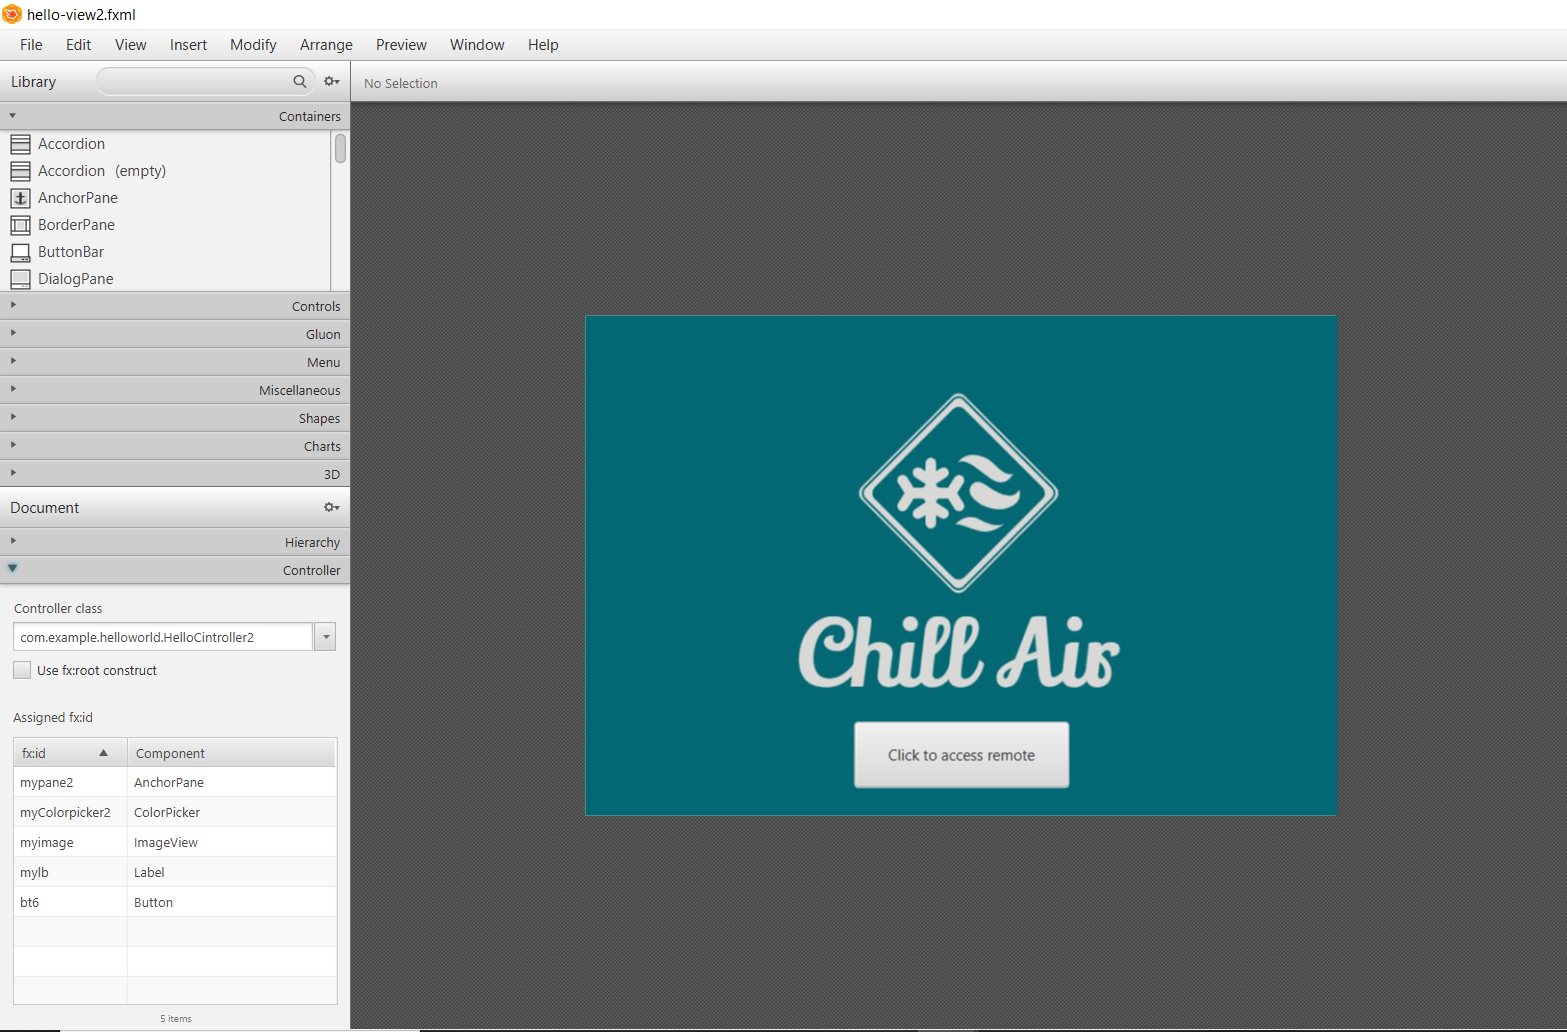 hello-view2.fxml
File Edit View Insert Modify Arrange Preview Window Help
Library
No Selection
Containers
Accordion
Accordion (empty)
AnchorPane
BorderPane
ButtonBar
DialogPane
Controls
Gluon
Menu
Miscellaneous
Shapes
Charts
3D
Document
Hierarchy
Controller
Controller class
com.example.helloworld.HelloCintroller2
Use fx:root construct
Assigned fx:id
fx:id Component
mypane2 AnchorPane
myColorpicker2 ColorPicker
myimage ImageView
mylb Label
bt6 Button
5 items
Chill Air
Click to access remote